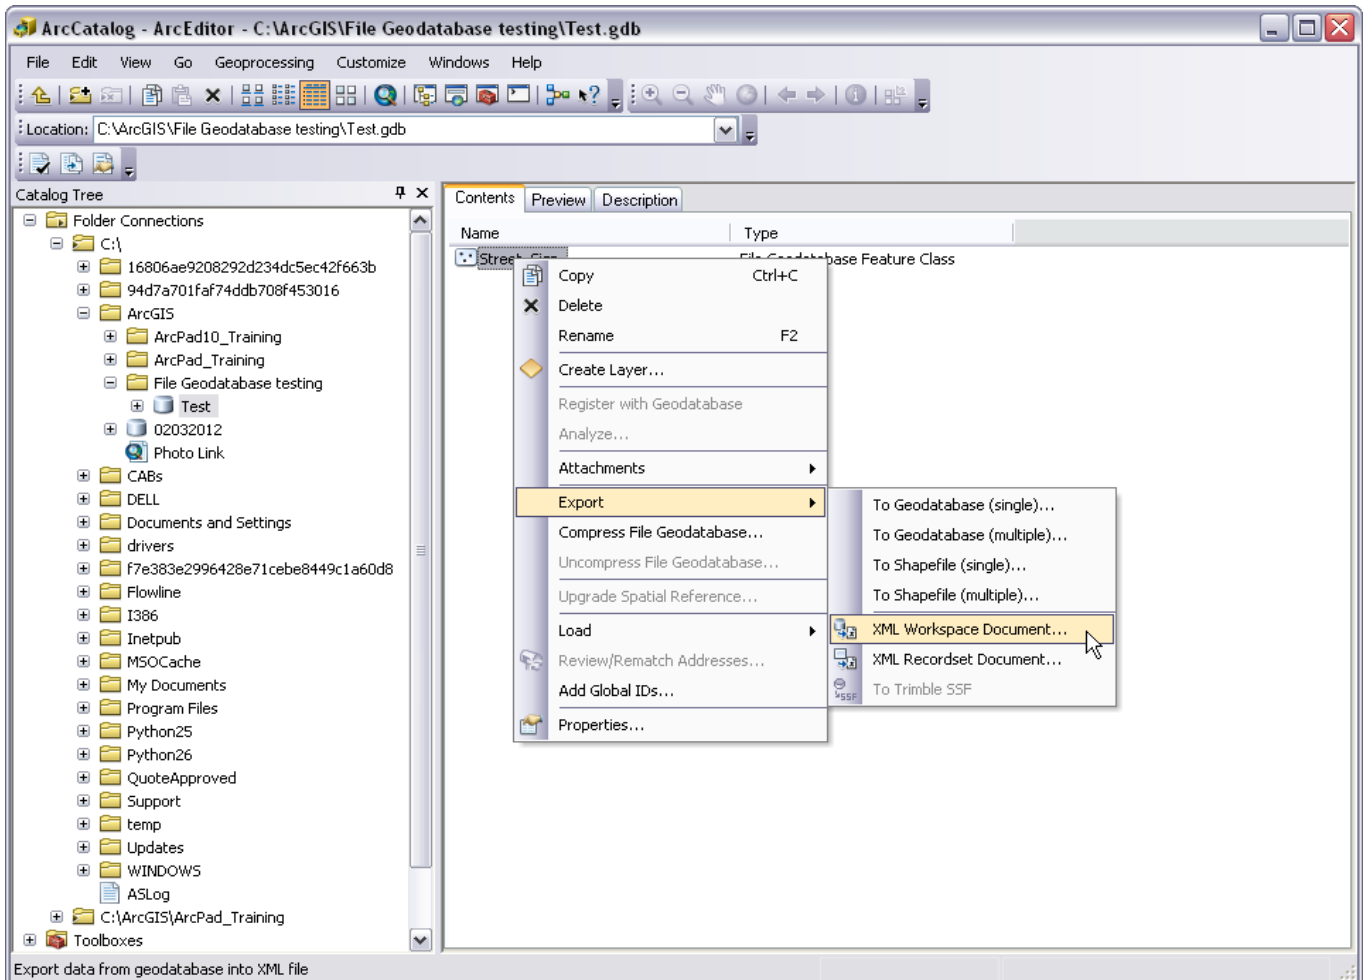 ArcCatalog - ArcEditor - C:\ArcGIS\File Geodatabase testing\Test.gdb
File Edit View Go Geoprocessing Customize Windows Help
Location: C:\ArcGIS\File Geodatabase testing\Test.gdb
Catalog Tree
Folder Connections
C:\
16806ae9208292d234dc5ec42f663b
94d7a701faf74ddb708f453016
ArcGIS
ArcPad10_Training
ArcPad_Training
File Geodatabase testing
Test
02032012
Photo Link
CABs
DELL
Documents and Settings
drivers
f7e383e2996428e71cebe8449c1a60d8
Flowline
I386
Inetpub
MSOCache
My Documents
Program Files
Python25
Python26
QuoteApproved
Support
temp
Updates
WINDOWS
ASLog
C:\ArcGIS\ArcPad_Training
Toolboxes
Contents Preview Description
Name Type
File Geodatabase Feature Class
Copy Ctrl+C
Delete
Rename F2
Create Layer...
Register with Geodatabase
Analyze...
Attachments
Export
Compress File Geodatabase...
Uncompress File Geodatabase...
Upgrade Spatial Reference...
Load
Review/Rematch Addresses...
Add Global IDs...
Properties...
To Geodatabase (single)...
To Geodatabase (multiple)...
To Shapefile (single)...
To Shapefile (multiple)...
XML Workspace Document...
XML Recordset Document...
To Trimble SSF
Export data from geodatabase into XML file